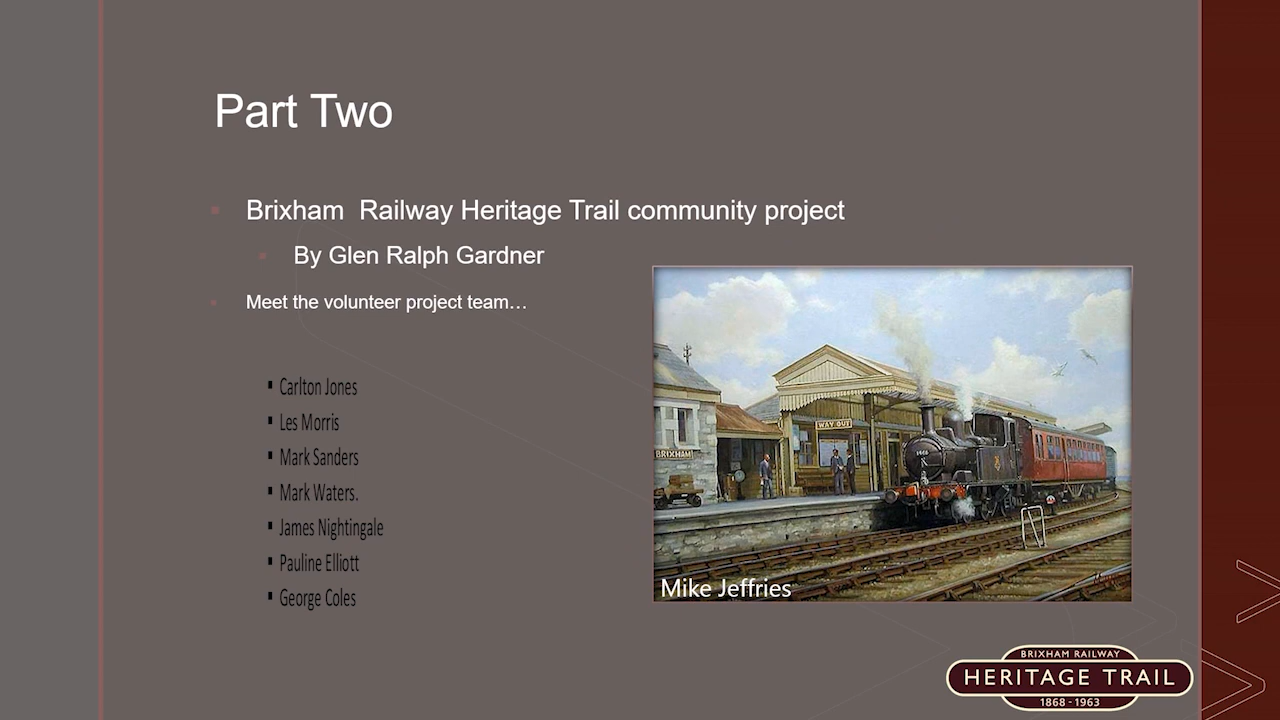 Part Two
Brixham  Railway Heritage Trail community project
By Glen Ralph Gardner
Meet the volunteer project team…
Carlton Jones
Les Morris
Mark Sanders
Mark Waters.
James Nightingale
Pauline Elliott
George Coles
WAY OUT
BRIXHAM
Mike Jeffries
BRIXHAM RAILWAY
HERITAGE TRAIL
1868 - 1963